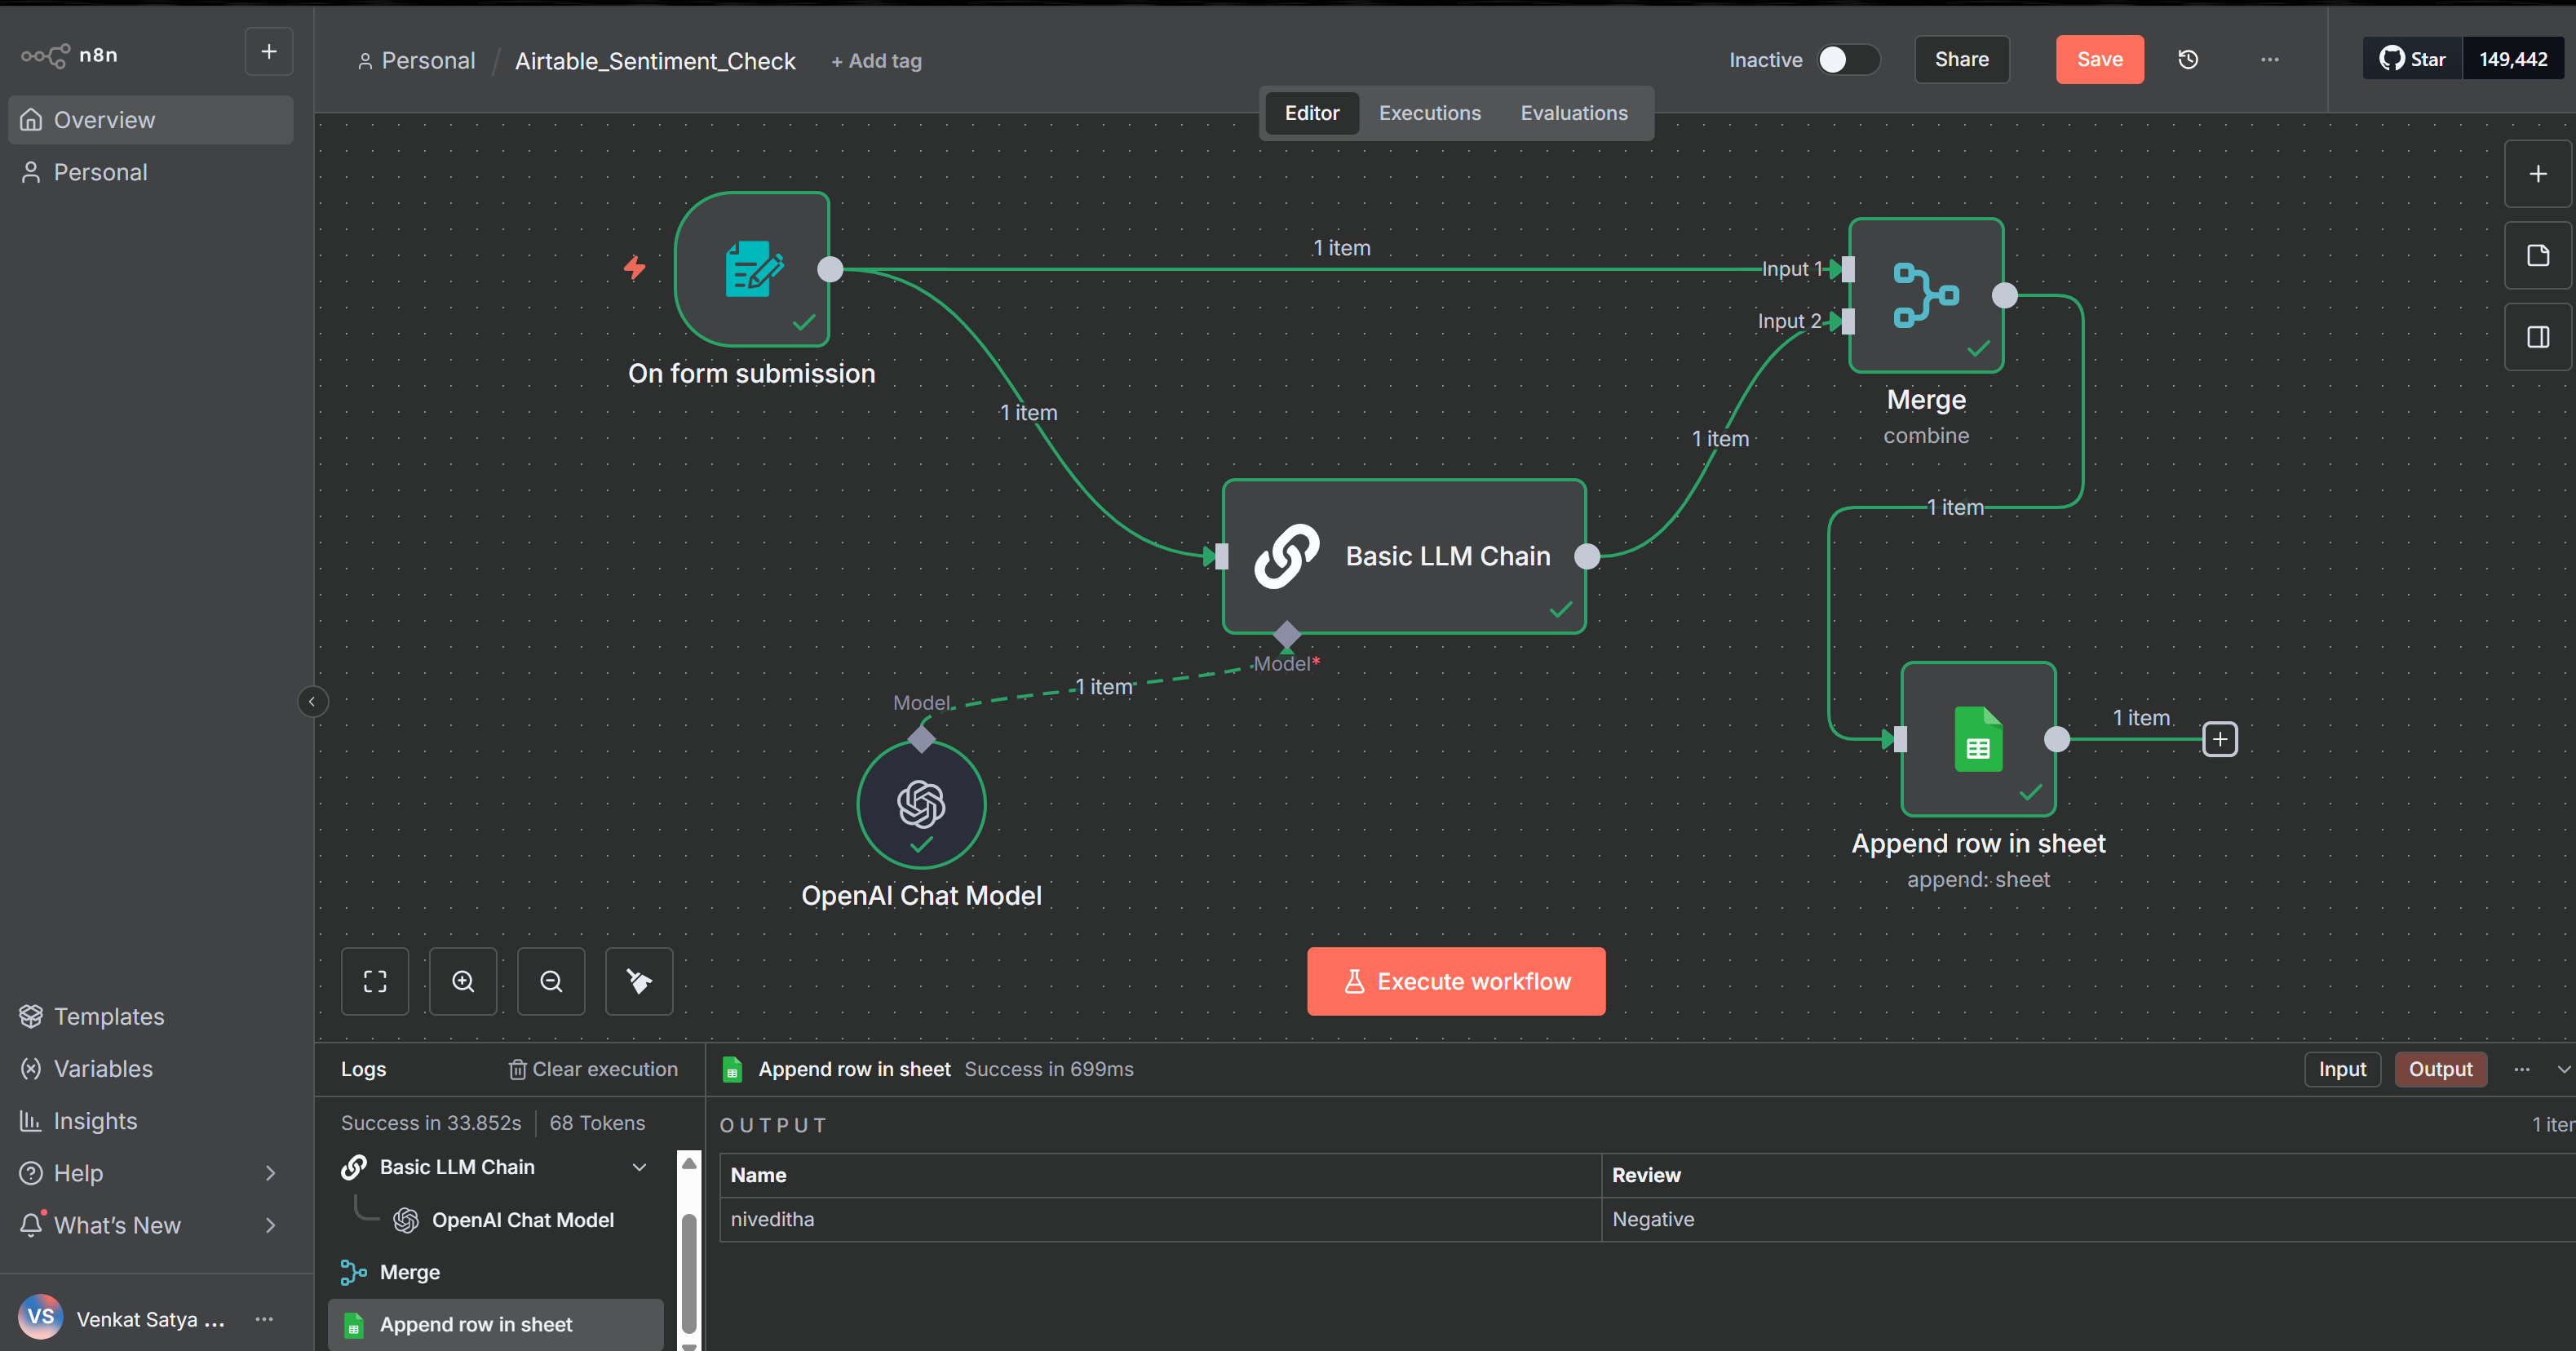 n8n
Personal / Airtable_Sentiment_Check + Add tag
Inactive Share Save Star 149,442
Editor Executions Evaluations
Overview
Personal
On form submission
1 item
Input 1
Input 2
1 item
1 item
Merge
combine
1 item
Basic LLM Chain
Model*
1 item
Model
OpenAI Chat Model
1 item
Append row in sheet
append: sheet
Execute workflow
Templates
Variables
Insights
Help
What's New
VS Venkat Satya ...
Logs Clear execution
Success in 33.852s 68 Tokens
Basic LLM Chain
OpenAI Chat Model
Merge
Append row in sheet
Append row in sheet Success in 699ms
Input Output
OUTPUT
1
Name Review
niveditha Negative